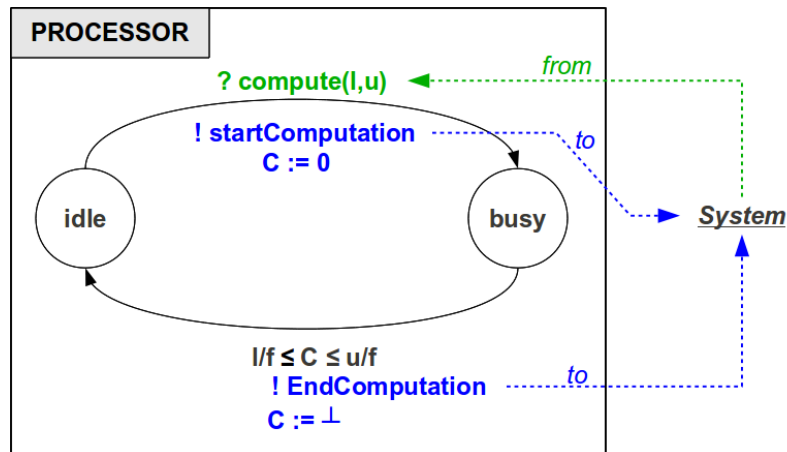 PROCESSOR
from
? compute(l,u)
! startComputation
to
C := 0
idle
busy
System
l/f ≤ C ≤ u/f
! EndComputation
to
C := ⊥